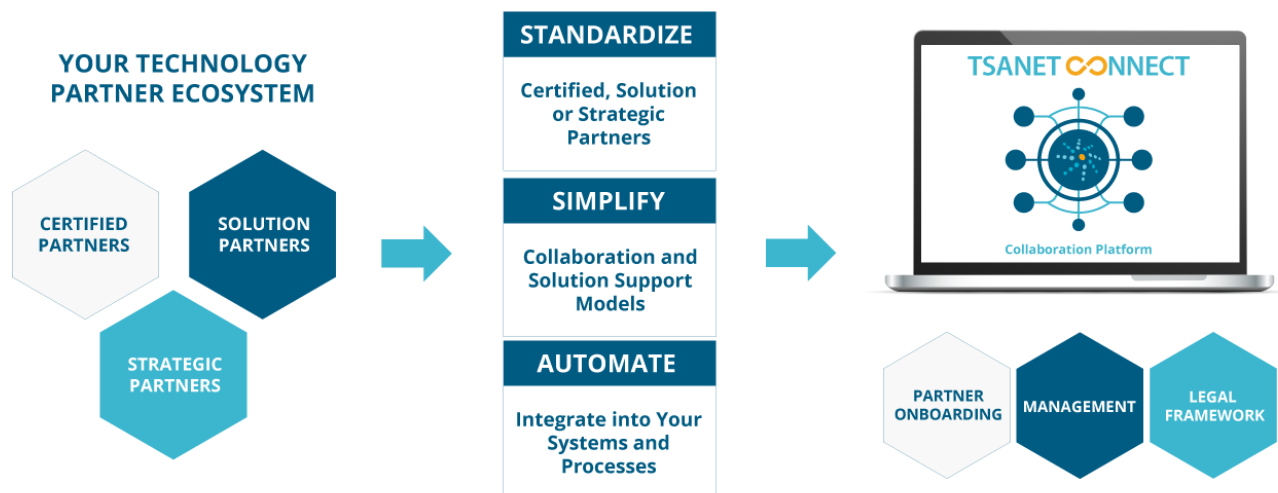 YOUR TECHNOLOGY
PARTNER ECOSYSTEM
CERTIFIED
PARTNERS
SOLUTION
PARTNERS
STRATEGIC
PARTNERS
STANDARDIZE
Certified, Solution
or Strategic
Partners
SIMPLIFY
Collaboration and
Solution Support
Models
AUTOMATE
Integrate into Your
Systems and
Processes
TSANET CONNECT
Collaboration Platform
PARTNER
ONBOARDING
MANAGEMENT
LEGAL
FRAMEWORK